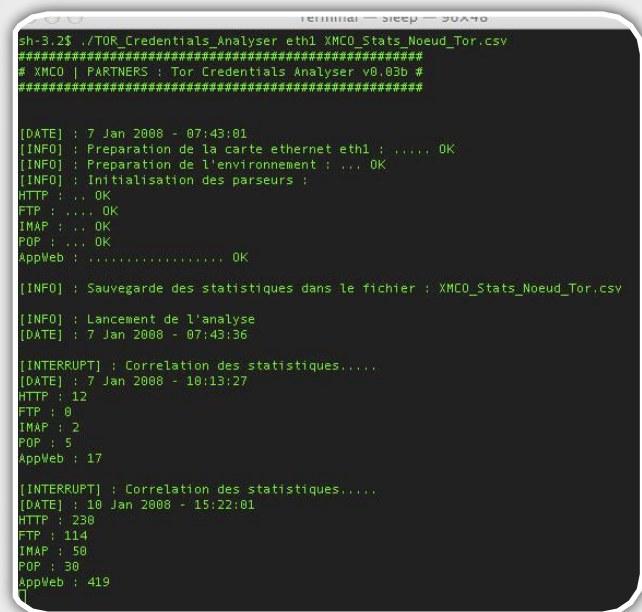 Terminal — sleep — 90×48
sh-3.2$ ./TOR_Credentials_Analyser eth1 XMCO_Stats_Noeud_Tor.csv
######################################################
# XMCO | PARTNERS : Tor Credentials Analyser v0.03b #
######################################################
[DATE] : 7 Jan 2008 - 07:43:01
[INFO] : Preparation de la carte ethernet eth1 : ..... OK
[INFO] : Preparation de l'environnement : ... OK
[INFO] : Initialisation des parseurs :
HTTP : .. OK
FTP : .... OK
IMAP : .. OK
POP : ... OK
AppWeb : .................. OK
[INFO] : Sauvegarde des statistiques dans le fichier : XMCO_Stats_Noeud_Tor.csv
[INFO] : Lancement de l'analyse
[DATE] : 7 Jan 2008 - 07:43:36
[INTERRUPT] : Correlation des statistiques.....
[DATE] : 7 Jan 2008 - 10:13:27
HTTP : 12
FTP : 0
IMAP : 2
POP : 5
AppWeb : 17
[INTERRUPT] : Correlation des statistiques.....
[DATE] : 10 Jan 2008 - 15:22:01
HTTP : 230
FTP : 114
IMAP : 50
POP : 30
AppWeb : 419